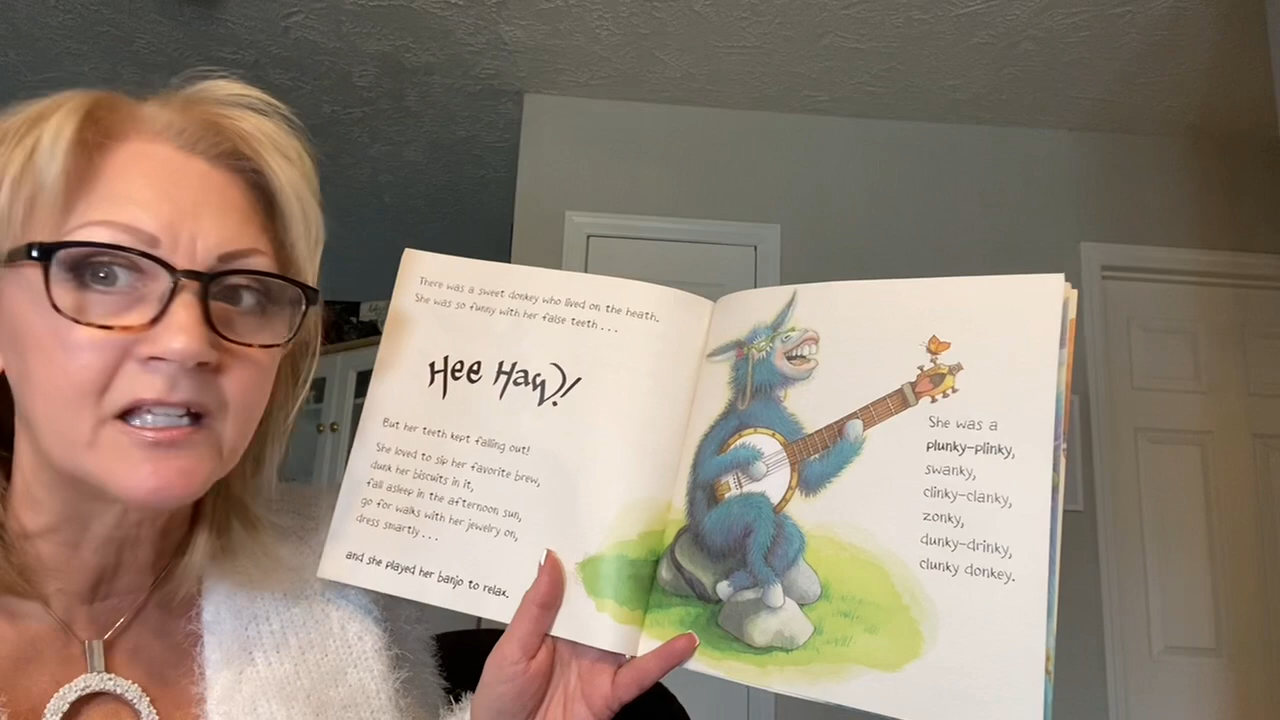 There was a sweet donkey who lived on the heath.
She was so funny with her false teeth . . .
Hee Haw!
But her teeth kept falling out!
She loved to sip her favorite brew,
dunk her biscuits in it,
fall asleep in the afternoon sun,
go for walks with her jewelry on,
dress smartly . . .
and she played her banjo to relax.
She was a
plunky-plinky,
swanky,
clinky-clanky,
zonky,
dunky-drinky,
clunky donkey.